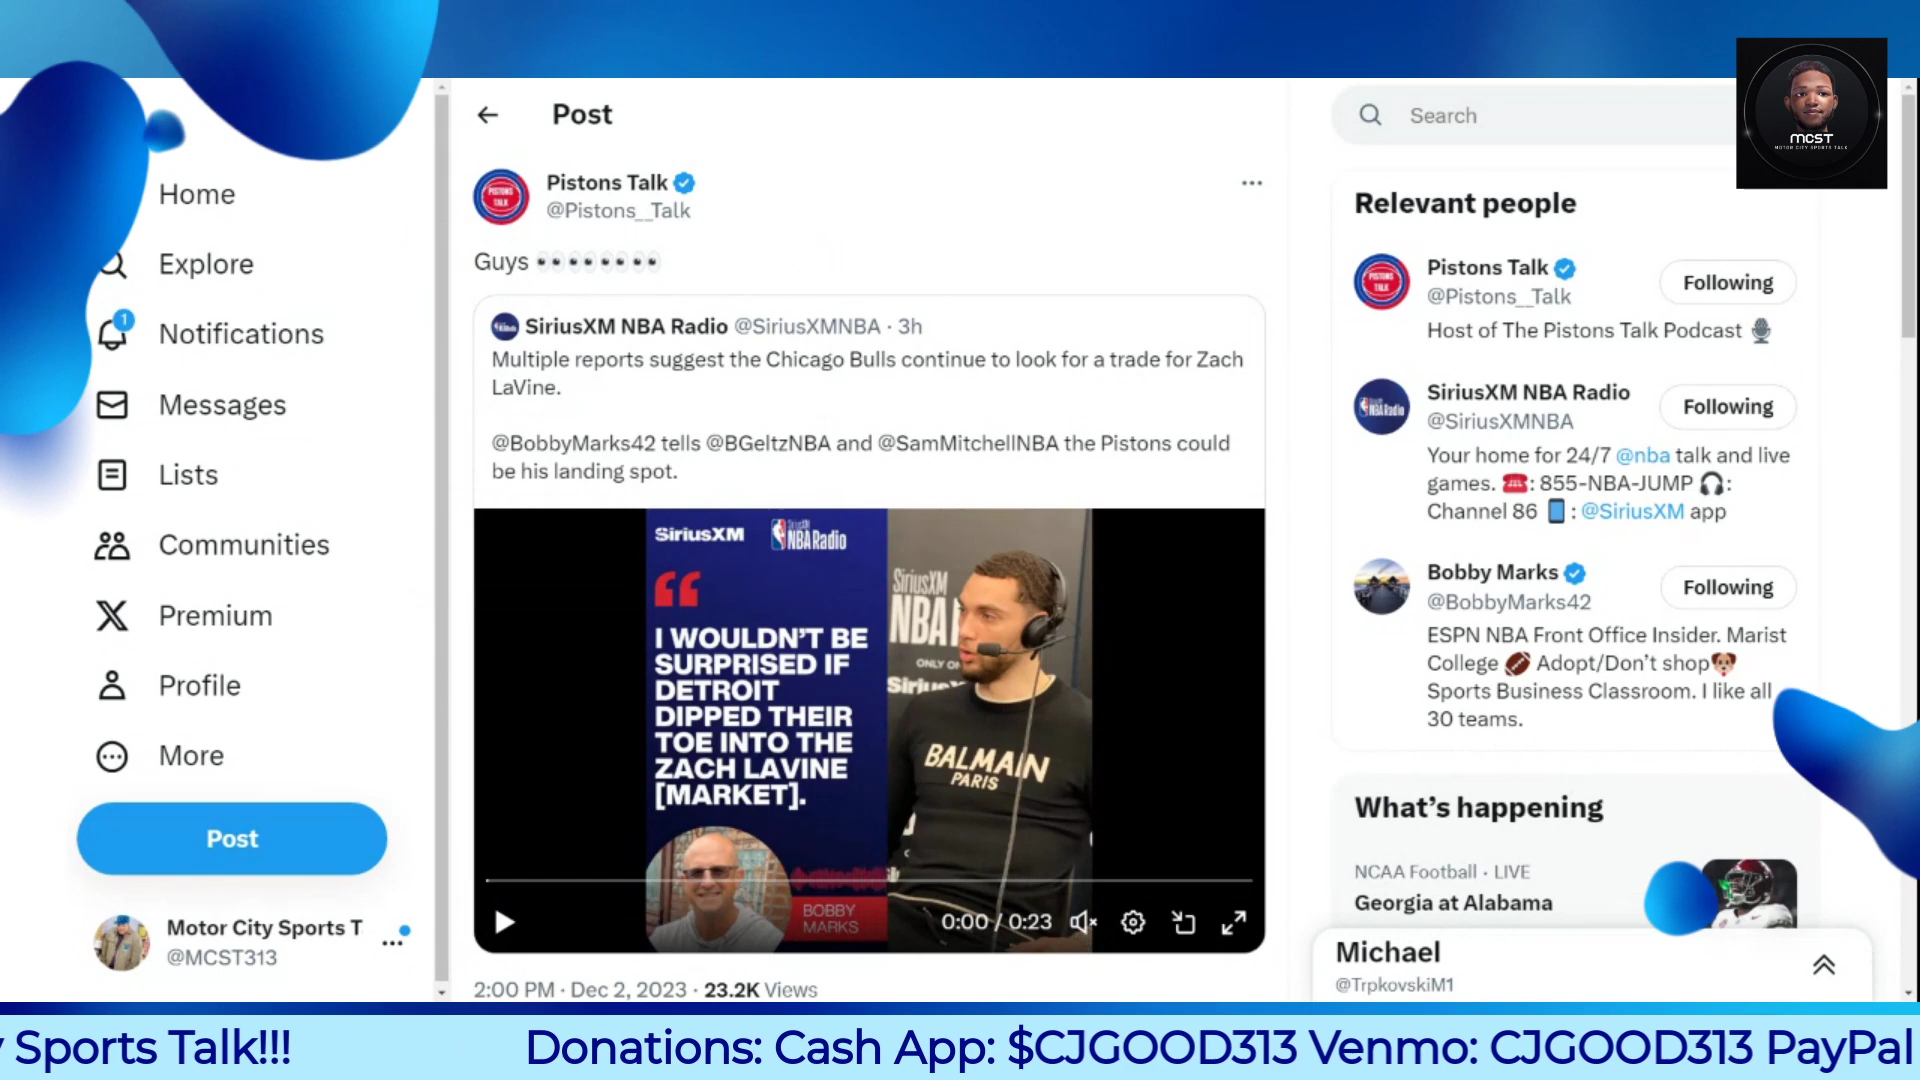 Home
Explore
1
Notifications
Messages
Lists
Communities
Premium
Profile
More
Post
Motor City Sports T
@MCST313
Post
Pistons Talk
@Pistons__Talk
Guys 👀👀👀👀
SiriusXM NBA Radio @SiriusXMNBA · 3h
Multiple reports suggest the Chicago Bulls continue to look for a trade for Zach
LaVine.
@BobbyMarks42 tells @BGeltzNBA and @SamMitchellNBA the Pistons could
be his landing spot.
SiriusXM
SiriusXM
NBA Radio
I WOULDN'T BE
SURPRISED IF
DETROIT
DIPPED THEIR
TOE INTO THE
ZACH LAVINE
[MARKET].
BOBBY
MARKS
SiriusXM
NBA
ONLY ON
BALMAIN
PARIS
0:00 / 0:23
2:00 PM · Dec 2, 2023 · 23.2K Views
Search
MCST
MOTOR CITY SPORTS TALK
Relevant people
PISTONS
TALK
Pistons Talk
@Pistons__Talk
Following
Host of The Pistons Talk Podcast 🎙️
NBA Radio
SiriusXM NBA Radio
@SiriusXMNBA
Following
Your home for 24/7 @nba talk and live
games. ☎️: 855-NBA-JUMP 🎧:
Channel 86 📱: @SiriusXM app
Bobby Marks
@BobbyMarks42
Following
ESPN NBA Front Office Insider. Marist
College 🏈 Adopt/Don't shop🐶
Sports Business Classroom. I like all
30 teams.
What's happening
NCAA Football · LIVE
Georgia at Alabama
Michael
@TrpkovskiM1
Sports Talk!!!
Donations: Cash App: $CJGOOD313 Venmo: CJGOOD313 PayPal